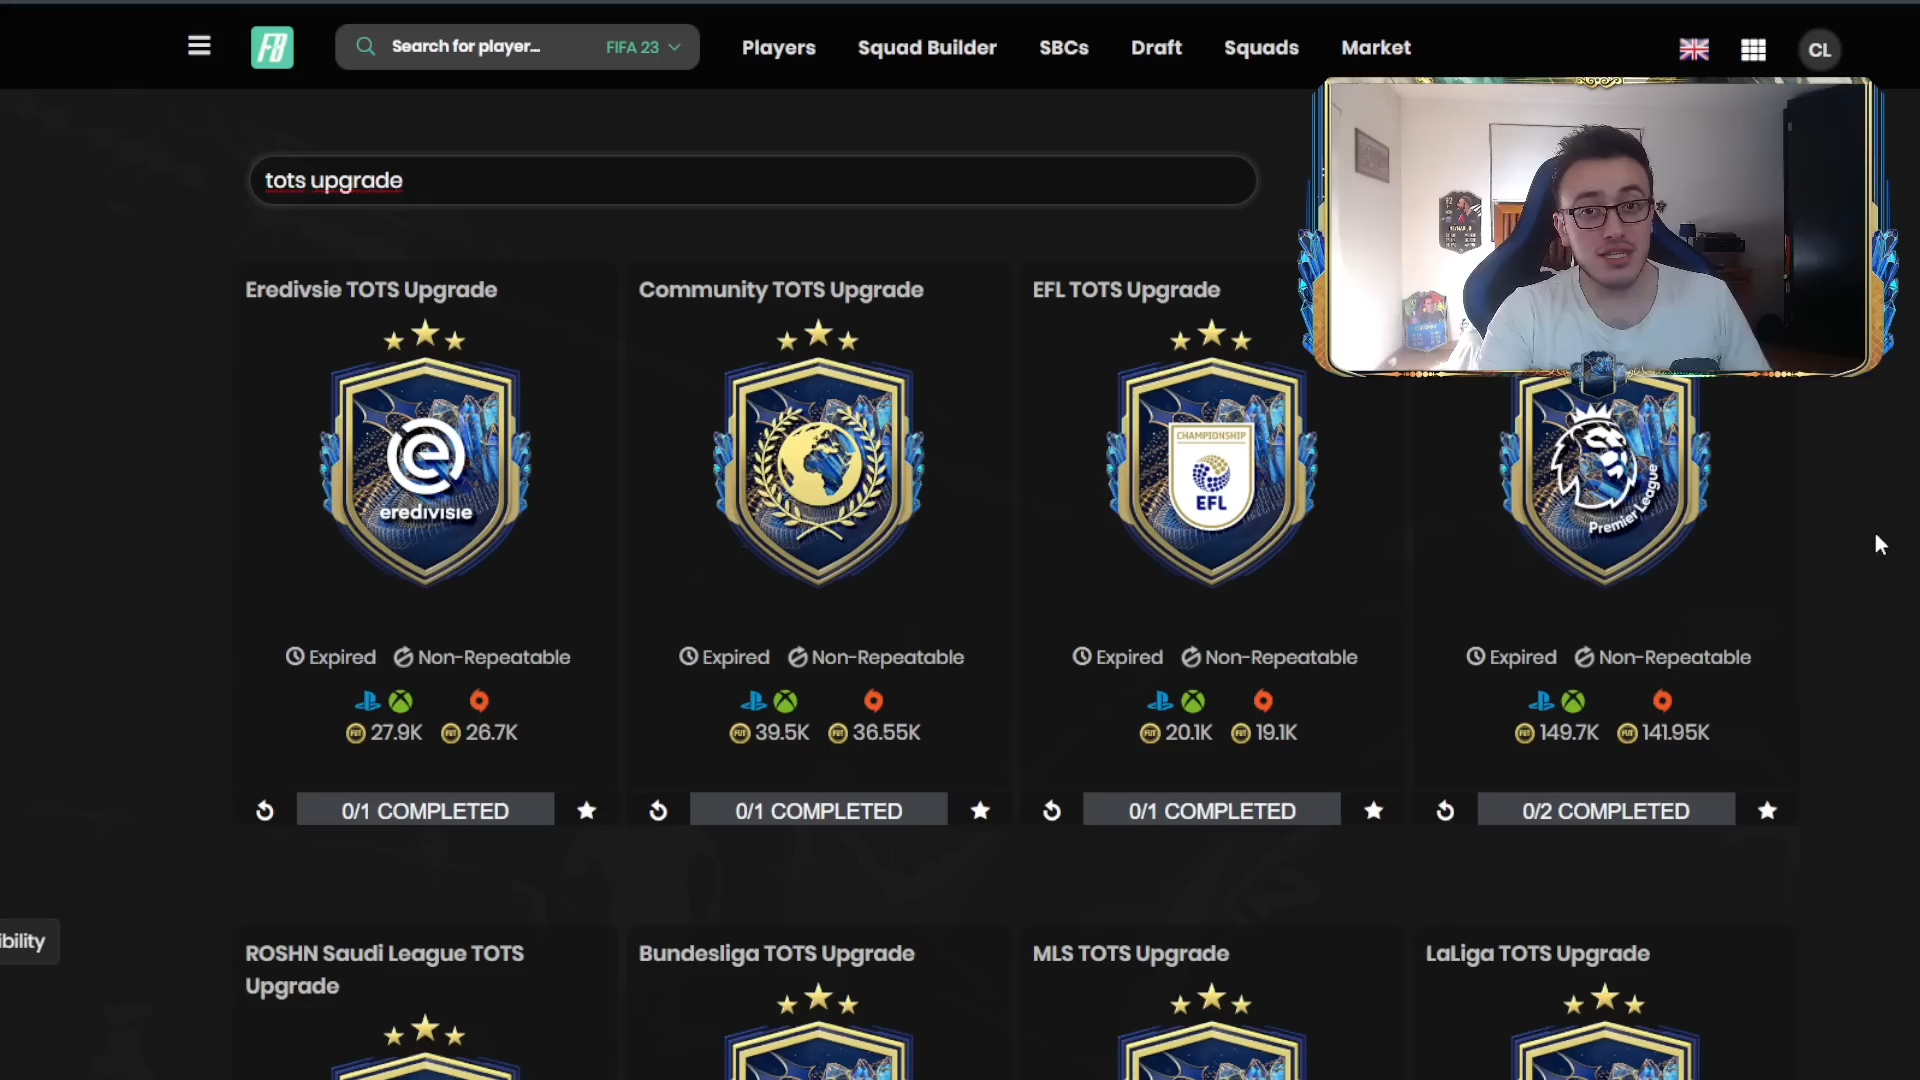 F8
Search for player...
FIFA 23
Players
Squad Builder
SBCs
Draft
Squads
Market
CL
tots upgrade
Eredivsie TOTS Upgrade
Community TOTS Upgrade
EFL TOTS Upgrade
eredivisie
CHAMPIONSHIP
EFL
Premier League
Expired
Non-Repeatable
Expired
Non-Repeatable
Expired
Non-Repeatable
Expired
Non-Repeatable
27.9K
26.7K
39.5K
36.55K
20.1K
19.1K
149.7K
141.95K
0/1 COMPLETED
0/1 COMPLETED
0/1 COMPLETED
0/2 COMPLETED
ibility
ROSHN Saudi League TOTS
Upgrade
Bundesliga TOTS Upgrade
MLS TOTS Upgrade
LaLiga TOTS Upgrade